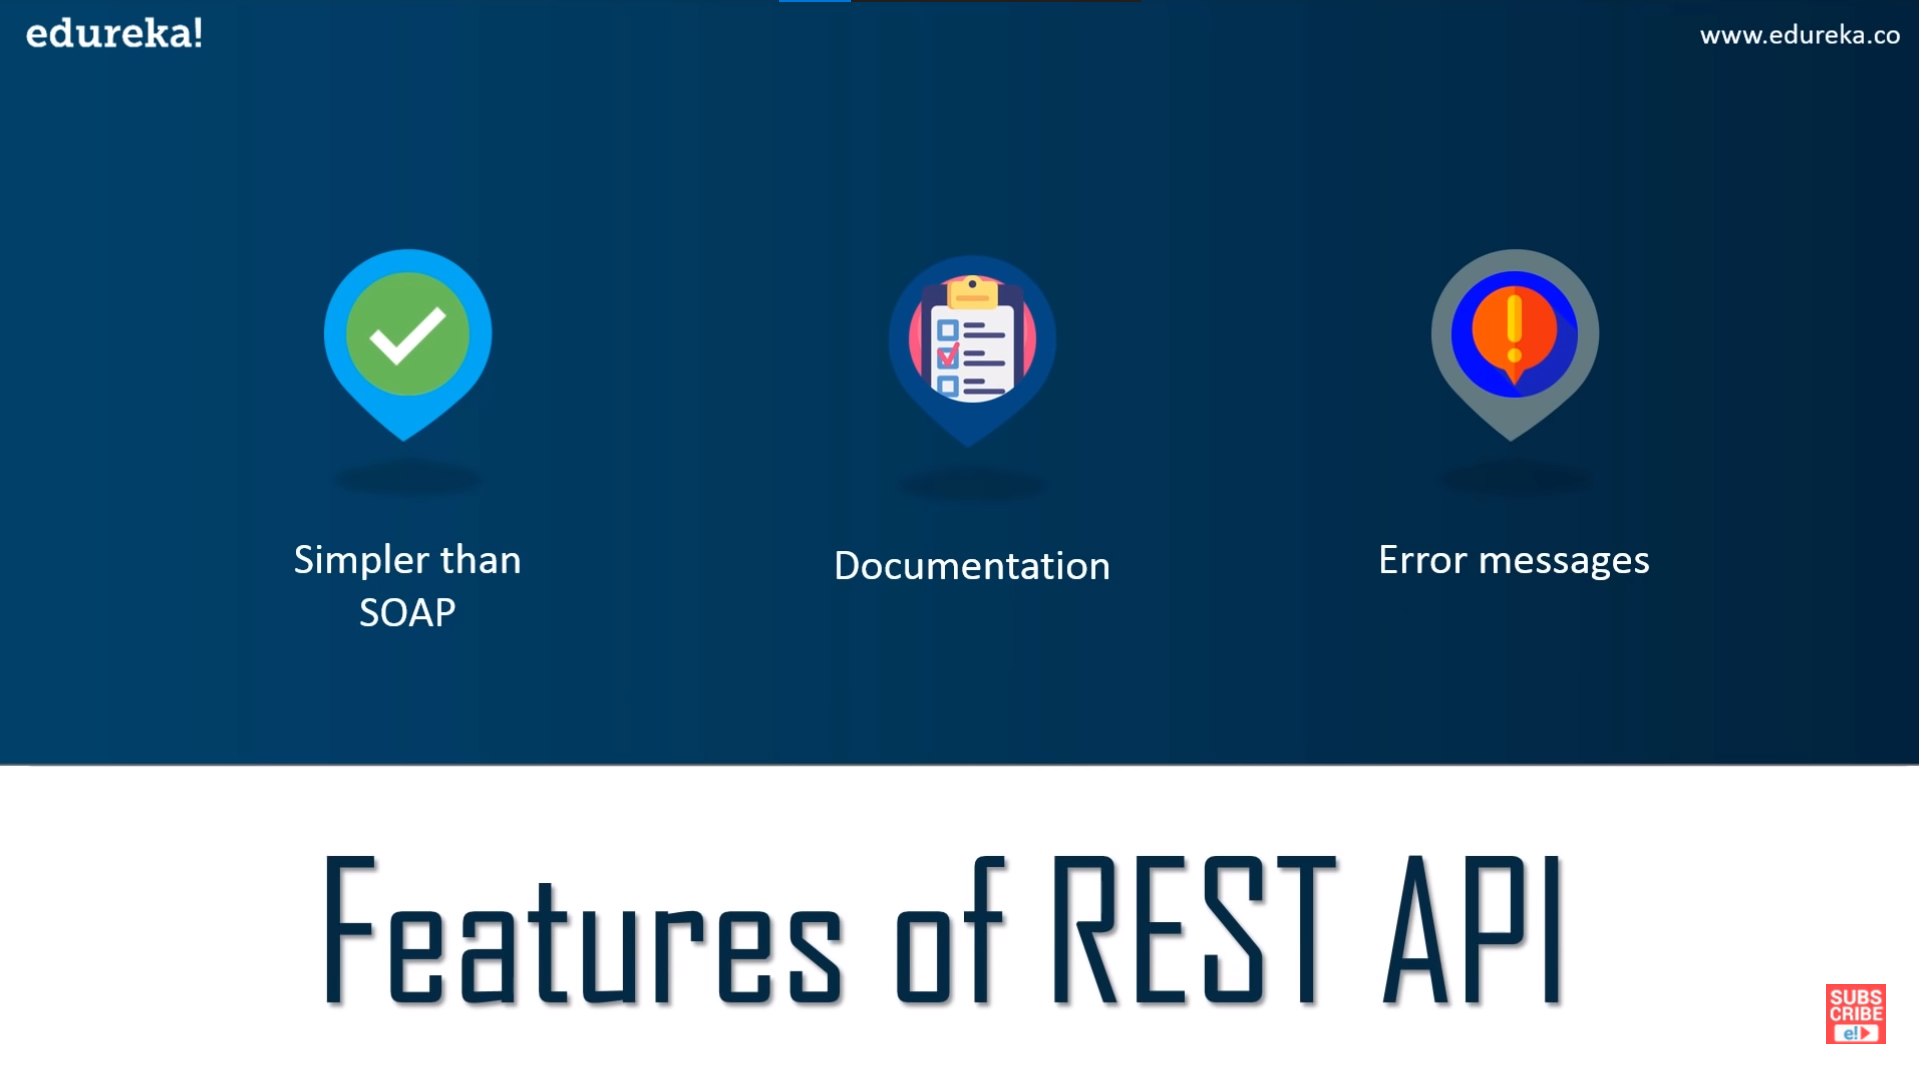 edureka!
www.edureka.co
Simpler than
SOAP
Documentation
Error messages
Features of REST API
SUBS
CRIBE
e!